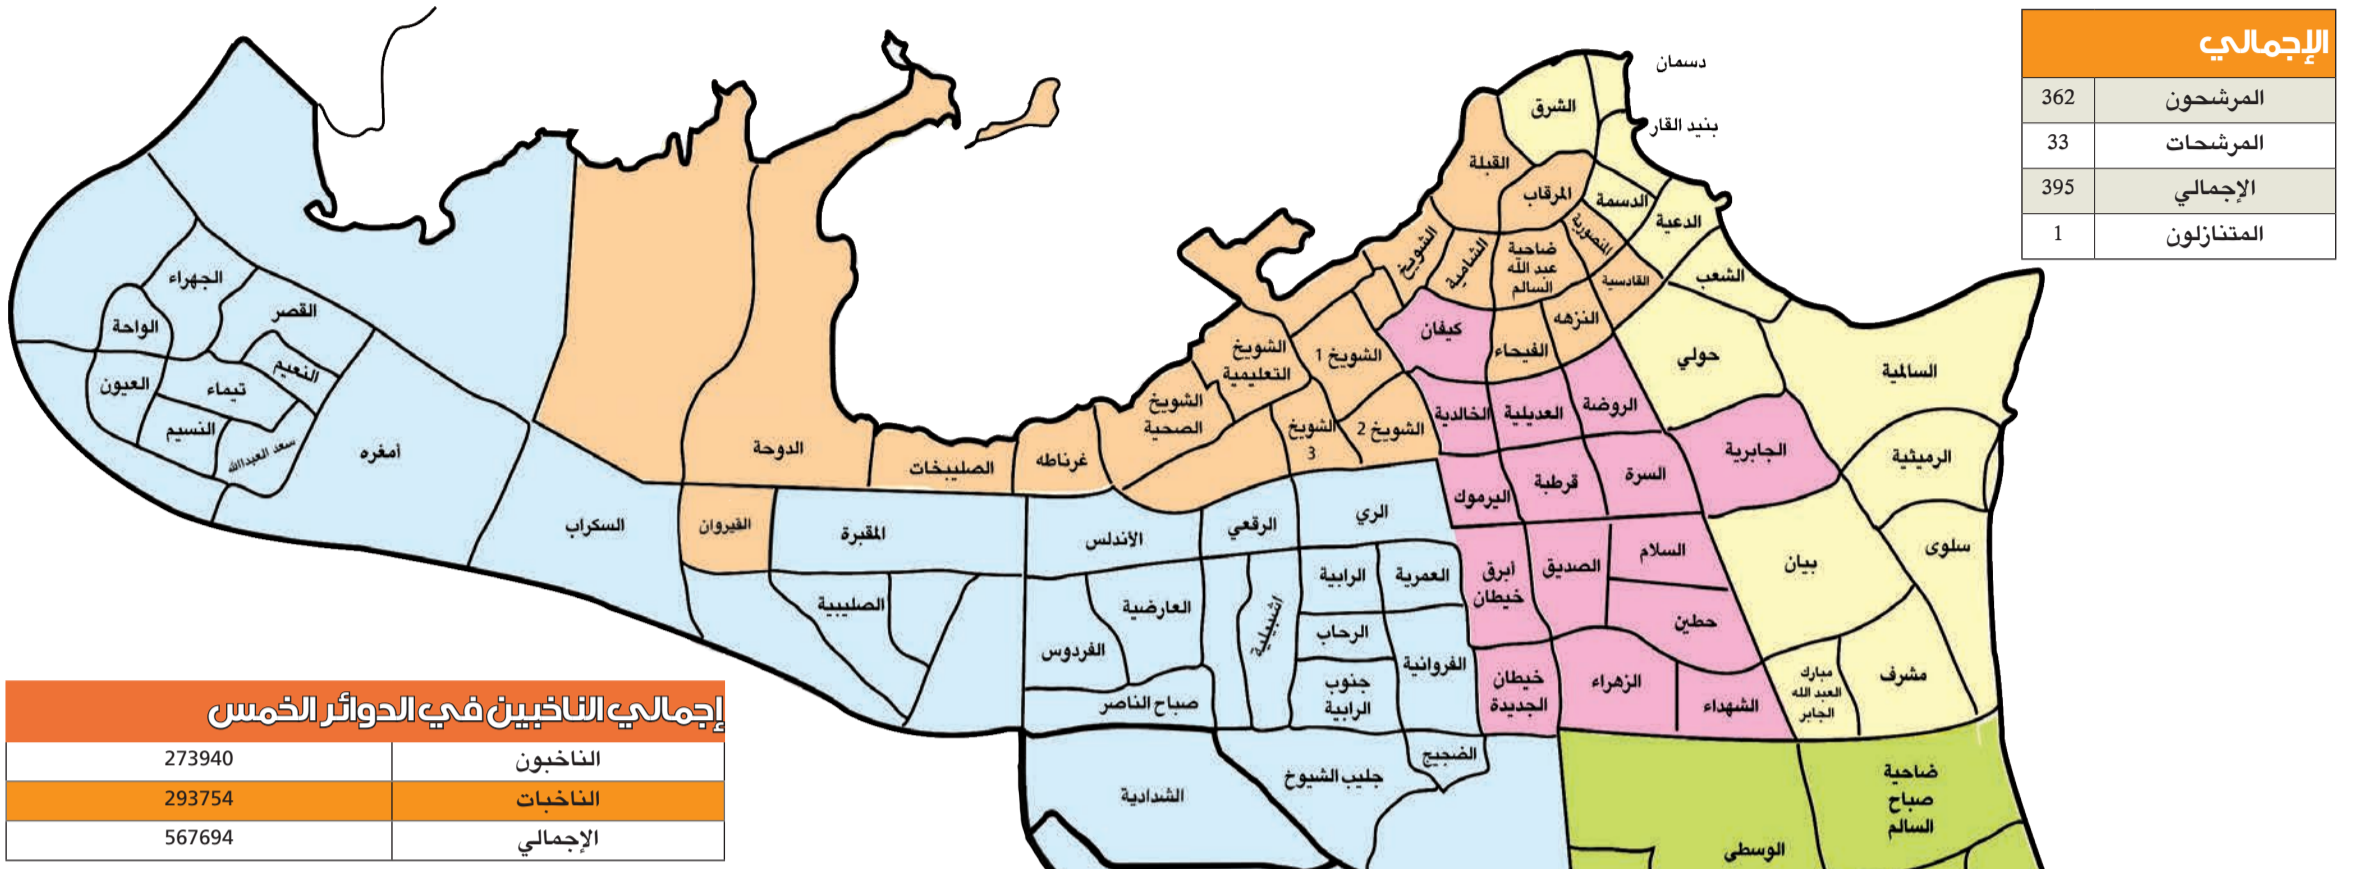 الإجمالي
المرشحون 362
المرشحات 33
الإجمالي 395
المتنازلون 1
دسمان
بنيد القار
الشرق
القبلة
المرقاب
الدسمة
الدعية
المنصورية
الشويخ
الشامية
ضاحية
عبد الله
السالم
القادسية
الشعب
كيفان
النزهه
الفيحاء
حولي
السالمية
الشويخ
التعليمية
الشويخ 1
الشويخ
الصحية
الشويخ
3
الشويخ 2
الخالدية
العديلية
الروضة
الجابرية
الرميثية
غرناطه
الصليبخات
الدوحة
اليرموك
قرطبة
السرة
سلوى
بيان
الجهراء
القصر
الواحة
النعيم
العيون
تيماء
النسيم
سعد العبدالله
أمغره
السكراب
القيروان
المقبرة
الأندلس
الرقعي
الري
الصليبية
العارضية
الفردوس
صباح الناصر
اشبيلية
الرابية
العمرية
الرحاب
الفروانية
جنوب
الرابية
أبرق
خيطان
الصديق
السلام
حطين
خيطان
الجديدة
الزهراء
الشهداء
مبارك
العبد الله
الجابر
مشرف
الضجيج
جليب الشيوخ
الشدادية
ضاحية
صباح
السالم
الوسطى
إجمالي الناخبين في الدوائر الخمس
الناخبون 273940
الناخبات 293754
الإجمالي 567694